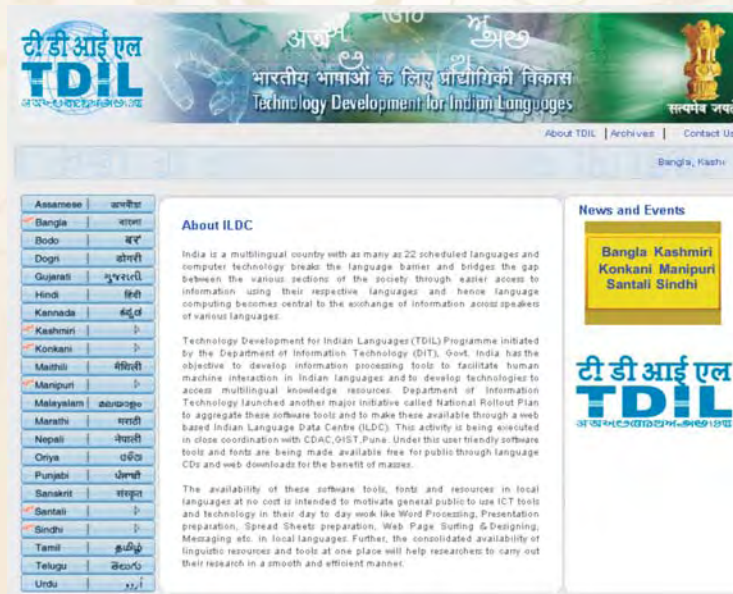 टी डी आई एल
TDIL
भारतीय भाषाओं के लिए प्रौद्योगिकी विकास
Technology Development for Indian Languages
सत्यमेव जयते
About TDIL | Archives | Contact Us
Bangla, Kashi
Assamese | অসমীয়া
Bangla | বাংলা
Bodo | बर'
Dogri | डोगरी
Gujarati | ગુજરાતી
Hindi | हिंदी
Kannada | ಕನ್ನಡ
Kashmiri
Konkani
Maithili | मैथिली
Manipuri
Malayalam | മലയാളം
Marathi | मराठी
Nepali | नेपाली
Oriya | ଓଡ଼ିଆ
Punjabi | ਪੰਜਾਬੀ
Sanskrit | संस्कृत
Santali
Sindhi
Tamil | தமிழ்
Telugu | తెలుగు
Urdu | اُردو
About ILDC
India is a multilingual country with as many as 22 scheduled languages and
computer technology breaks the language barrier and bridges the gap
between the various sections of the society through easier access to
information using their respective languages and hence language
computing becomes central to the exchange of information across speakers
of various languages.
Technology Development for Indian Languages (TDIL) Programme initiated
by the Department of Information Technology (DIT), Govt. India has the
objective to develop information processing tools to facilitate human
machine interaction in Indian languages and to develop technologies to
access multilingual knowledge resources. Department of Information
Technology launched another major initiative called National Rollout Plan
to aggregate these software tools and to make these available through a web
based Indian Language Data Centre (ILDC). This activity is being executed
in close coordination with CDAC,GIST,Pune. Under this user friendly software
tools and fonts are being made available free for public through language
CDs and web downloads for the benefit of masses.
The availability of these software tools, fonts and resources in local
languages at no cost is intended to motivate general public to use ICT tools
and technology in their day to day work like Word Processing, Presentation
preparation, Spread Sheets preparation, Web Page Surfing & Designing,
Messaging etc. in local languages. Further, the consolidated availability of
linguistic resources and tools at one place will help researchers to carry out
their research in a smooth and efficient manner.
News and Events
Bangla Kashmiri
Konkani Manipuri
Santali Sindhi
टी डी आई एल
TDIL